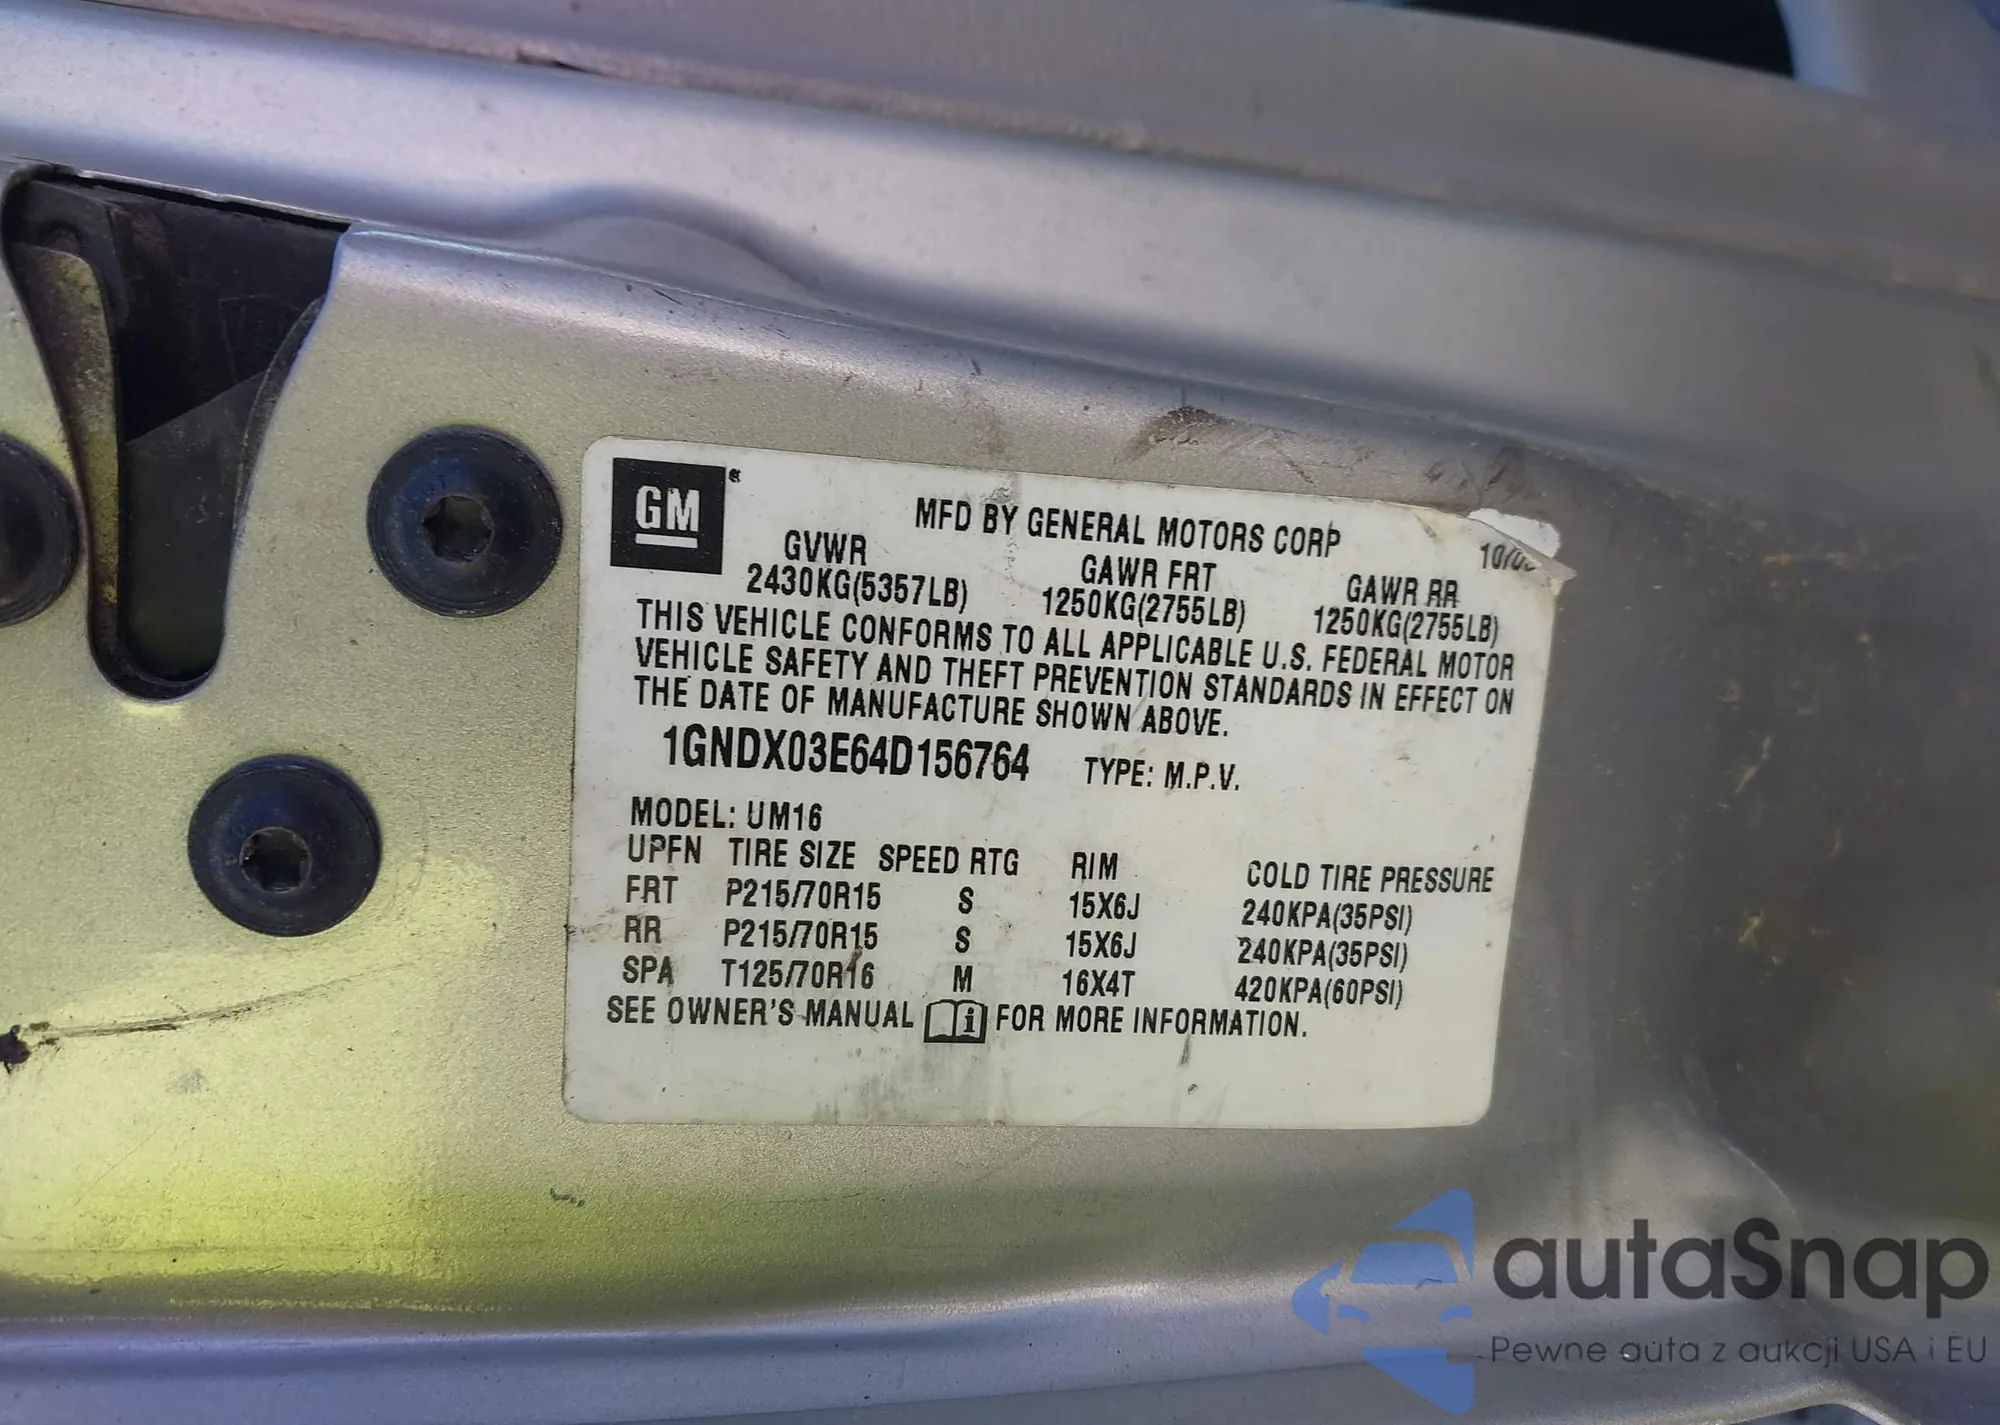 GM
MFD BY GENERAL MOTORS CORP
GVWR GAWR FRT GAWR RR
2430KG(5357LB) 1250KG(2755LB) 1250KG(2755LB)
THIS VEHICLE CONFORMS TO ALL APPLICABLE U.S. FEDERAL MOTOR
VEHICLE SAFETY AND THEFT PREVENTION STANDARDS IN EFFECT ON
THE DATE OF MANUFACTURE SHOWN ABOVE.
1GNDX03E64D156764 TYPE: M.P.V.
MODEL: UM16
UPFN TIRE SIZE SPEED RTG RIM COLD TIRE PRESSURE
FRT P215/70R15 S 15X6J 240KPA(35PSI)
RR P215/70R15 S 15X6J 240KPA(35PSI)
SPA T125/70R16 M 16X4T 420KPA(60PSI)
SEE OWNER'S MANUAL i FOR MORE INFORMATION.
autaSnap
Pewne auta z aukcji USA i EU